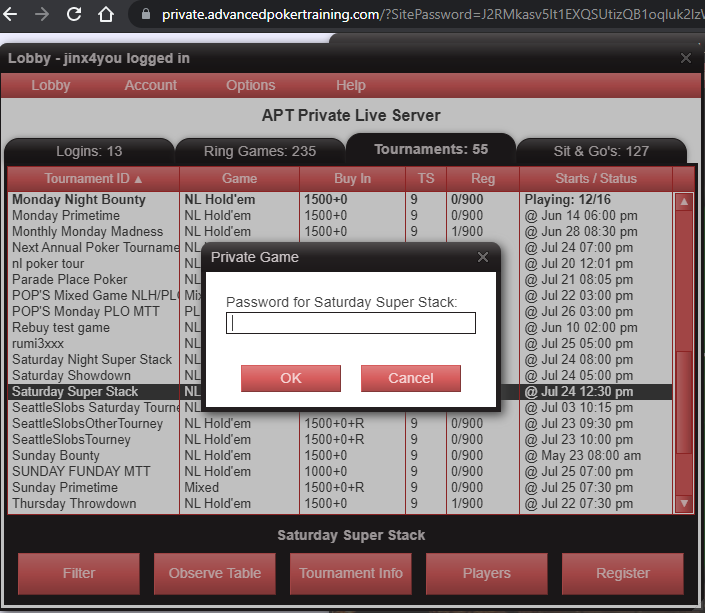 private.advancedpokertraining.com/?SitePassword=J2RMkasv5lt1EXQSUtizQB1oqluk2lzW
Lobby - jinx4you logged in
Lobby Account Options Help
APT Private Live Server
Logins: 13 Ring Games: 235 Tournaments: 55 Sit & Go's: 127
Tournament ID ▲ Game Buy In TS Reg Starts / Status
Monday Night Bounty NL Hold'em 1500+0 9 0/900 Playing: 12/16
Monday Primetime NL Hold'em 1500+0 9 0/900 @ Jun 14 06:00 pm
Monthly Monday Madness NL Hold'em 1500+0 9 1/900 @ Jun 28 08:30 pm
Next Annual Poker Tourname NL @ Jul 24 07:00 pm
nl poker tour NL @ Jul 20 12:01 pm
Parade Place Poker NL @ Jul 21 08:05 pm
POP'S Mixed Game NLH/PLO Mix @ Jul 22 03:00 pm
POP'S Monday PLO MTT PL @ Jul 26 03:00 pm
Rebuy test game NL @ Jun 10 02:00 pm
rumi3xxx NL @ Jul 25 05:00 pm
Saturday Night Super Stack NL @ Jul 24 08:00 pm
Saturday Showdown NL @ Jul 24 05:00 pm
Saturday Super Stack NL @ Jul 24 12:30 pm
SeattleSlobs Saturday Tourne NL @ Jul 03 10:15 pm
SeattleSlobsOtherTourney NL Hold'em 1500+0+R 9 0/900 @ Jul 23 09:30 pm
SeattleSlobsTourney NL Hold'em 1500+0+R 9 0/900 @ Jul 23 10:00 pm
Sunday Bounty NL Hold'em 1500+0 9 0/900 @ May 23 08:00 am
SUNDAY FUNDAY MTT NL Hold'em 1000+0 9 0/900 @ Jul 25 07:00 pm
Sunday Primetime Mixed 1500+0+R 9 0/900 @ Jul 25 07:30 pm
Thursday Throwdown NL Hold'em 1500+0 9 1/900 @ Jul 22 07:30 pm
Private Game
Password for Saturday Super Stack:
OK Cancel
Saturday Super Stack
Filter Observe Table Tournament Info Players Register